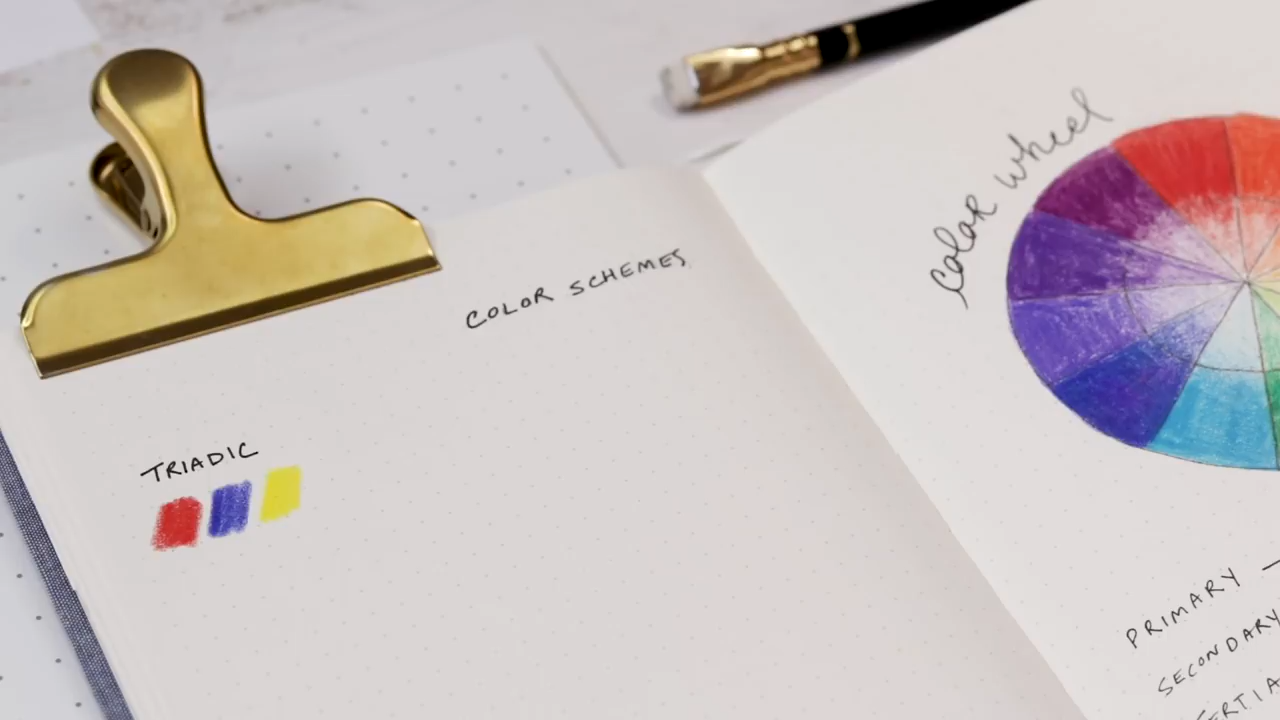 COLOR SCHEMES
TRIADIC
color wheel
PRIMARY —
SECONDARY